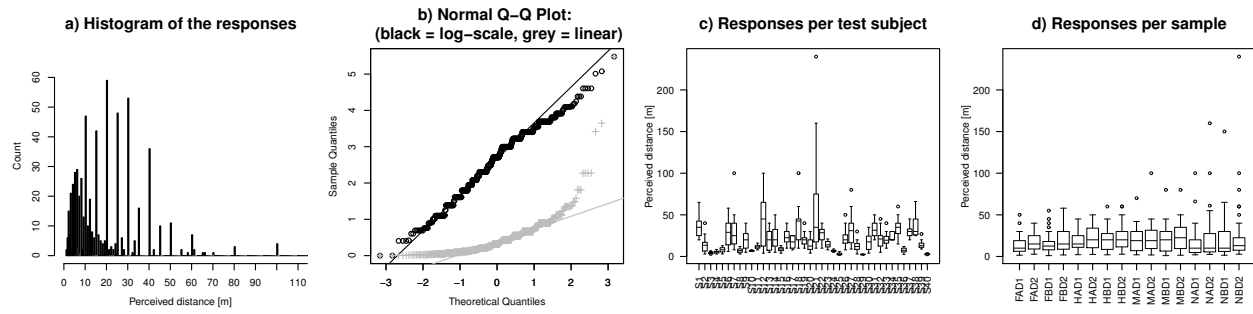 a) Histogram of the responses
Count
0
10
20
30
40
50
60
0 10 20 30 40 50 60 70 80 90 110
Perceived distance [m]
b) Normal Q−Q Plot:
(black = log−scale, grey = linear)
Sample Quantiles
0
1
2
3
4
5
−3 −2 −1 0 1 2 3
Theoretical Quantiles
c) Responses per test subject
Perceived distance [m]
0
50
100
150
200
S1
S40
d) Responses per sample
Perceived distance [m]
0
50
100
150
200
FAD1
FAD2
FBD1
FBD2
HAD1
HAD2
HBD1
HBD2
MAD1
MAD2
MBD1
MBD2
NAD1
NAD2
NBD1
NBD2